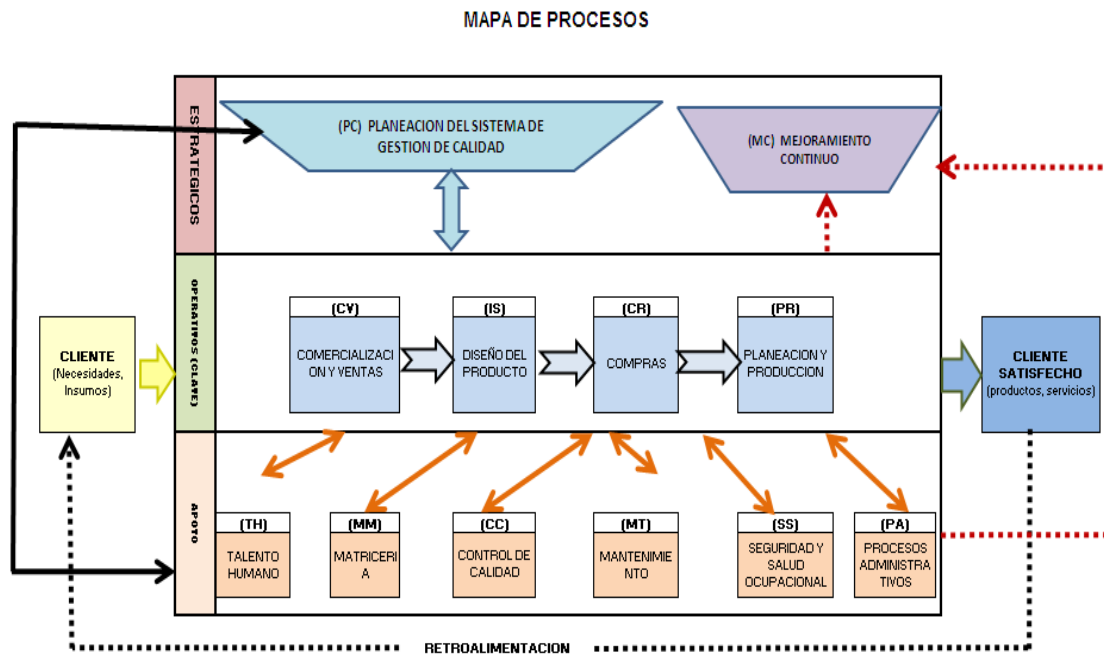 MAPA DE PROCESOS
ESTRATEGICOS
(PC) PLANEACION DEL SISTEMA DE
GESTION DE CALIDAD
(MC) MEJORAMIENTO
CONTINUO
OPERATIVOS (CLAVE)
CLIENTE
(Necesidades,
Insumos)
(CV)
COMERCIALIZACI
ON Y VENTAS
(IS)
DISEÑO DEL
PRODUCTO
(CR)
COMPRAS
(PR)
PLANEACION Y
PRODUCCION
CLIENTE
SATISFECHO
(productos, servicios)
APOYO
(TH)
TALENTO
HUMANO
(MM)
MATRICERI
A
(CC)
CONTROL DE
CALIDAD
(MT)
MANTENIMIE
NTO
(SS)
SEGURIDAD Y
SALUD
OCUPACIONAL
(PA)
PROCESOS
ADMINISTRA
TIVOS
RETROALIMENTACION